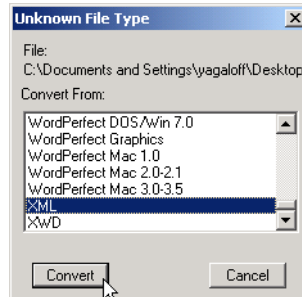 Unknown File Type
File:
C:\Documents and Settings\yagaloff\Desktop
Convert From:
WordPerfect DOS/Win 7.0
WordPerfect Graphics
WordPerfect Mac 1.0
WordPerfect Mac 2.0-2.1
WordPerfect Mac 3.0-3.5
XML
XWD
Convert
Cancel